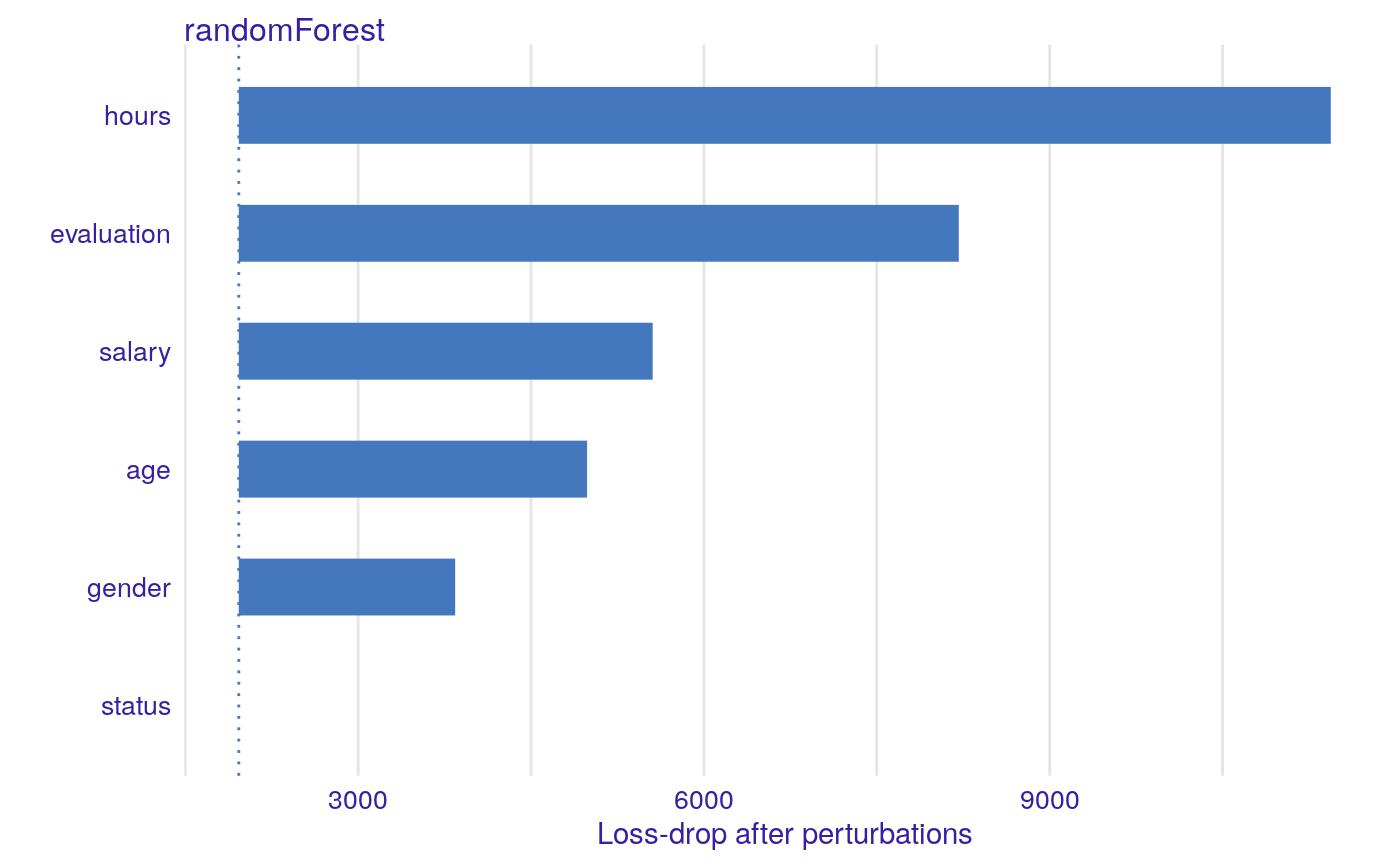 randomForest
hours
evaluation
salary
age
gender
status
3000 6000 9000
Loss-drop after perturbations